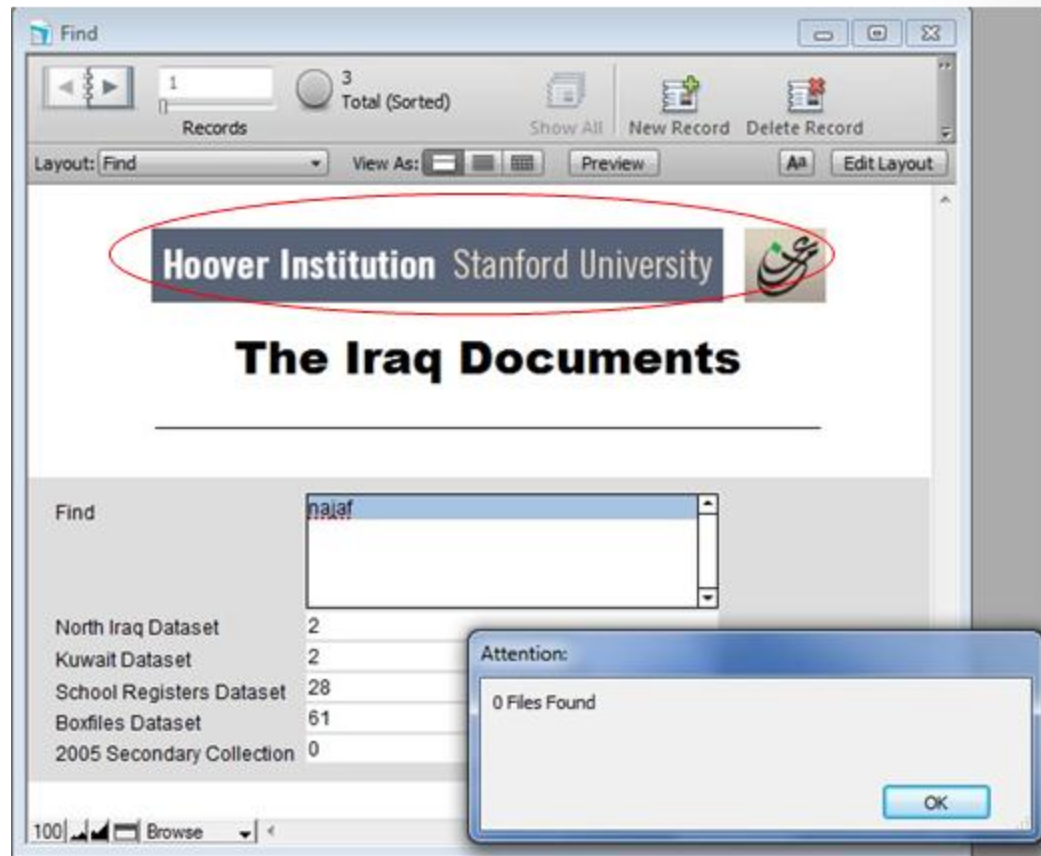 Find
1
3
Total (Sorted)
Records
Show All
New Record
Delete Record
Layout: Find
View As:
Preview
Aa
Edit Layout
Hoover Institution Stanford University
The Iraq Documents
Find
najaf
North Iraq Dataset
2
Kuwait Dataset
2
School Registers Dataset
28
Boxfiles Dataset
61
2005 Secondary Collection
0
Attention:
0 Files Found
OK
100
Browse